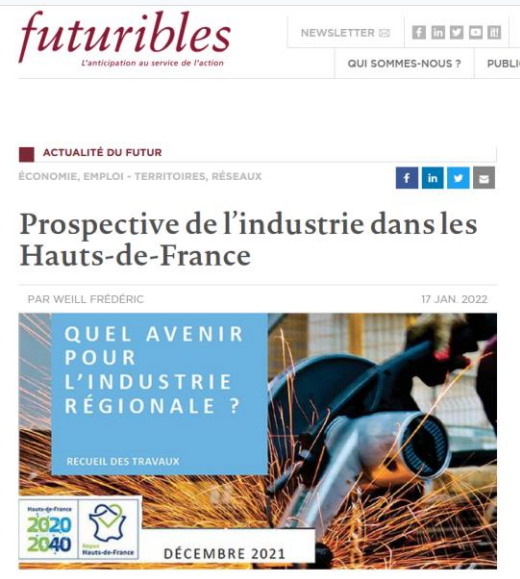 futuribles
L'anticipation au service de l'action
NEWSLETTER
QUI SOMMES-NOUS ?
PUBLI
ACTUALITÉ DU FUTUR
ÉCONOMIE, EMPLOI - TERRITOIRES, RÉSEAUX
Prospective de l'industrie dans les
Hauts-de-France
PAR WEILL FRÉDÉRIC
17 JAN. 2022
QUEL AVENIR
POUR
L'INDUSTRIE
RÉGIONALE ?
RECUEIL DES TRAVAUX
Hauts-de-France
2020
2040
Région
Hauts-de-France
DÉCEMBRE 2021